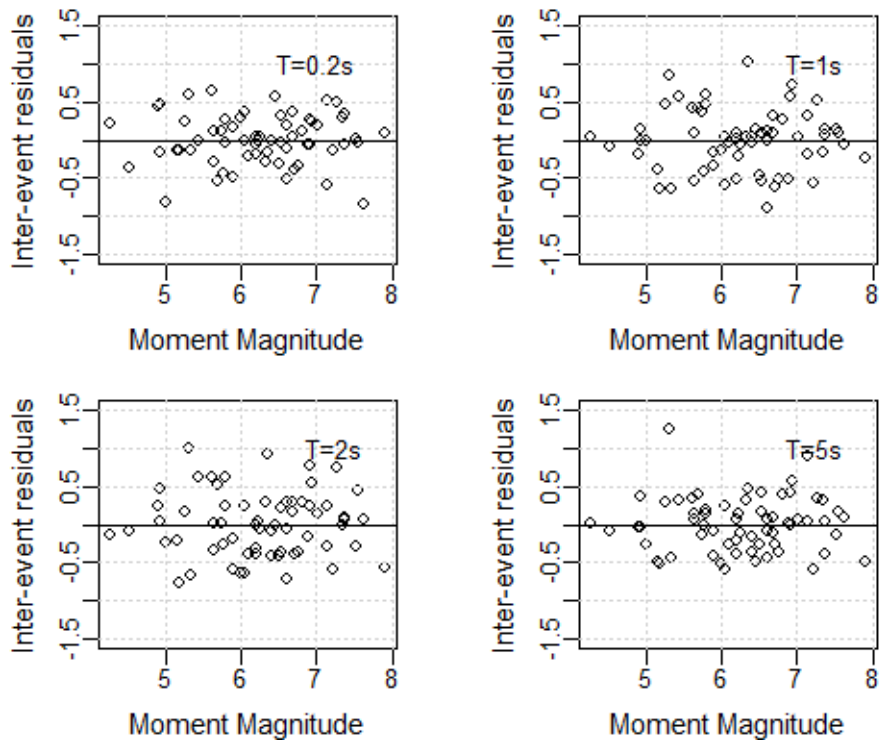 Inter-event residuals
1.5
0.5
-0.5
-1.5
T=0.2s
5 6 7 8
Moment Magnitude
Inter-event residuals
1.5
0.5
-0.5
-1.5
T=1s
5 6 7 8
Moment Magnitude
Inter-event residuals
1.5
0.5
-0.5
-1.5
T=2s
5 6 7 8
Moment Magnitude
Inter-event residuals
1.5
0.5
-0.5
-1.5
T=5s
5 6 7 8
Moment Magnitude